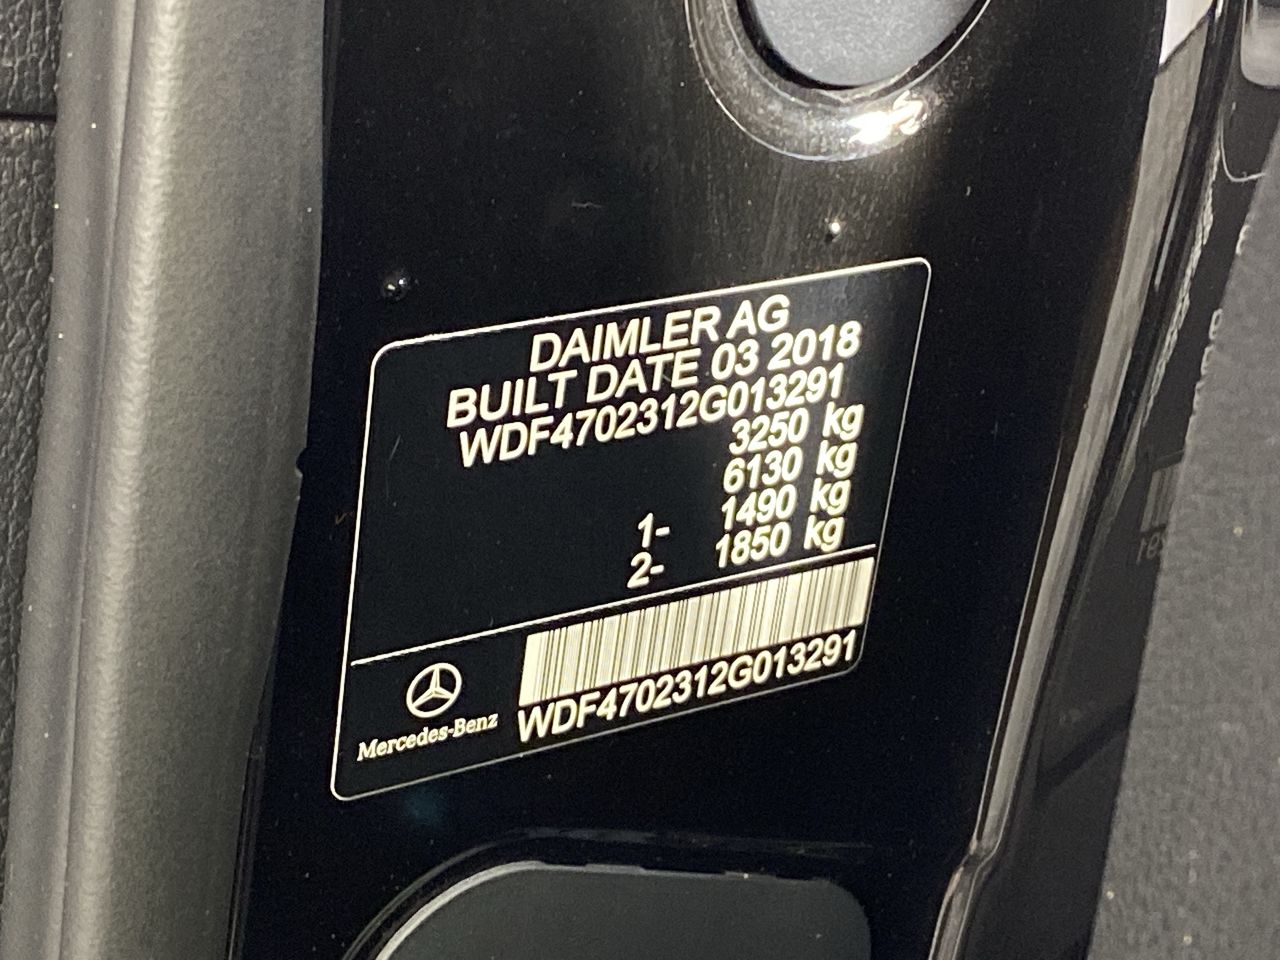 DAIMLER AG
BUILT DATE 03 2018
WDF4702312G013291
3250 kg
6130 kg
1- 1490 kg
2- 1850 kg
Mercedes-Benz
WDF4702312G013291